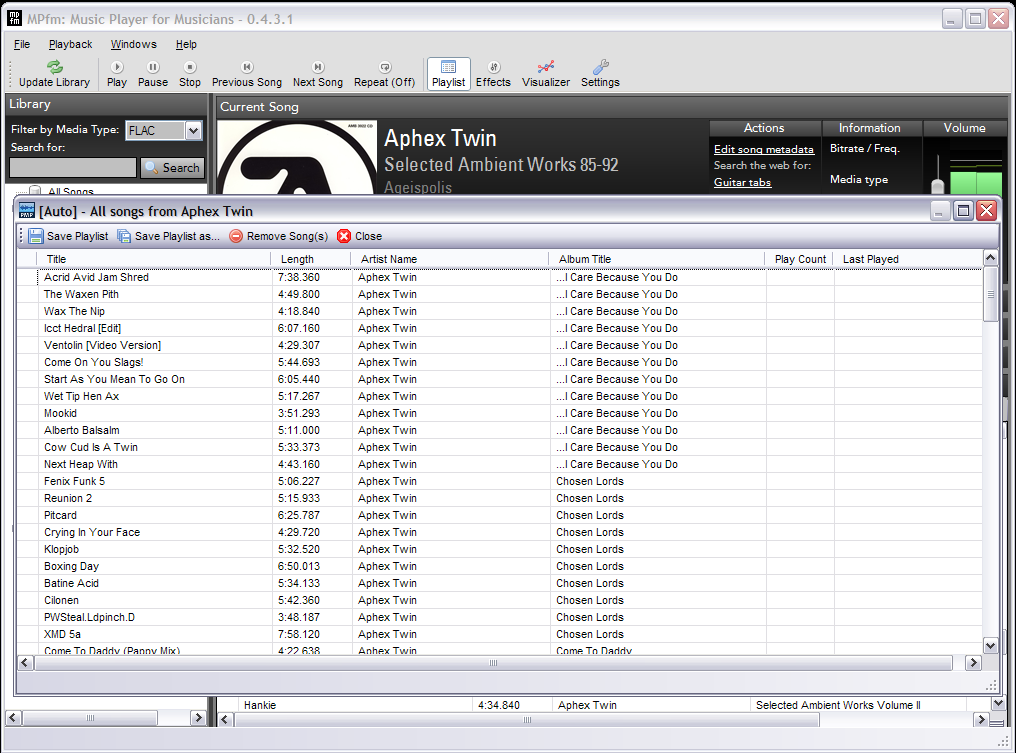 MPfm: Music Player for Musicians - 0.4.3.1
File Playback Windows Help
Update Library Play Pause Stop Previous Song Next Song Repeat (Off) Playlist Effects Visualizer Settings
Library
Filter by Media Type: FLAC
Search for:
Search
All Songs
Current Song
AMB 3922 CD
Aphex Twin
Selected Ambient Works 85-92
Ageispolis
Actions Information Volume
Edit song metadata
Search the web for:
Guitar tabs
Bitrate / Freq.
Media type
[Auto] - All songs from Aphex Twin
Save Playlist Save Playlist as... Remove Song(s) Close
Title Length Artist Name Album Title Play Count Last Played
Acrid Avid Jam Shred 7:38.360 Aphex Twin ...I Care Because You Do
The Waxen Pith 4:49.800 Aphex Twin ...I Care Because You Do
Wax The Nip 4:18.840 Aphex Twin ...I Care Because You Do
Icct Hedral [Edit] 6:07.160 Aphex Twin ...I Care Because You Do
Ventolin [Video Version] 4:29.307 Aphex Twin ...I Care Because You Do
Come On You Slags! 5:44.693 Aphex Twin ...I Care Because You Do
Start As You Mean To Go On 6:05.440 Aphex Twin ...I Care Because You Do
Wet Tip Hen Ax 5:17.267 Aphex Twin ...I Care Because You Do
Mookid 3:51.293 Aphex Twin ...I Care Because You Do
Alberto Balsalm 5:11.000 Aphex Twin ...I Care Because You Do
Cow Cud Is A Twin 5:33.373 Aphex Twin ...I Care Because You Do
Next Heap With 4:43.160 Aphex Twin ...I Care Because You Do
Fenix Funk 5 5:06.227 Aphex Twin Chosen Lords
Reunion 2 5:15.933 Aphex Twin Chosen Lords
Pitcard 6:25.787 Aphex Twin Chosen Lords
Crying In Your Face 4:29.720 Aphex Twin Chosen Lords
Klopjob 5:32.520 Aphex Twin Chosen Lords
Boxing Day 6:50.013 Aphex Twin Chosen Lords
Batine Acid 5:34.133 Aphex Twin Chosen Lords
Cilonen 5:42.360 Aphex Twin Chosen Lords
PWSteal.Ldpinch.D 3:48.187 Aphex Twin Chosen Lords
XMD 5a 7:58.120 Aphex Twin Chosen Lords
Come To Daddy (Pappy Mix) 4:22.638 Aphex Twin Come To Daddy
Hankie 4:34.840 Aphex Twin Selected Ambient Works Volume II